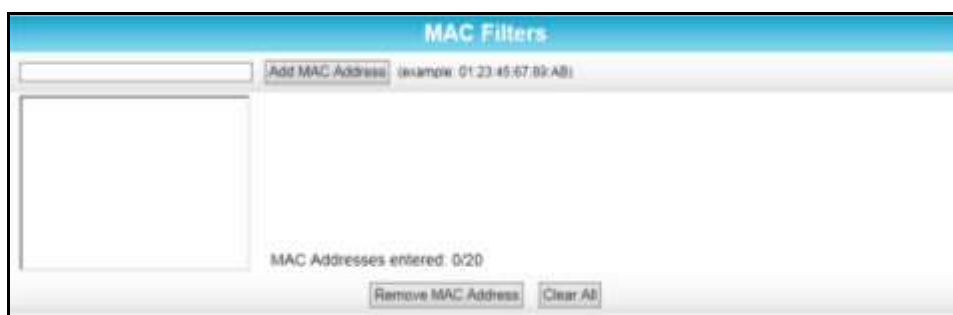 MAC Filters
Add MAC Address (example: 01:23:45:67:89:AB)
MAC Addresses entered: 0/20
Remove MAC Address Clear All